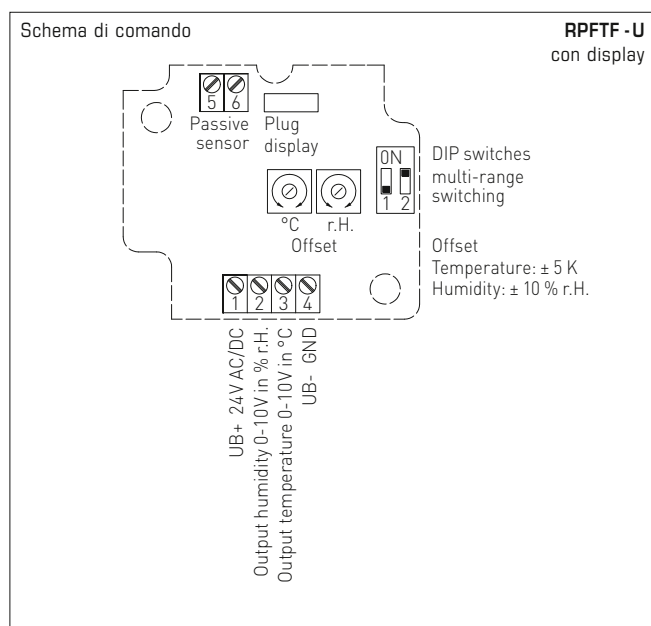 Schema di comando
RPFTF - U
con display
5 6
Passive
sensor
Plug
display
ON
1 2
DIP switches
multi-range
switching
°C r.H.
Offset
Offset
Temperature: ± 5 K
Humidity: ± 10 % r.H.
1 2 3 4
UB+ 24V AC/DC
Output humidity 0-10V in % r.H.
Output temperature 0-10V in °C
UB- GND